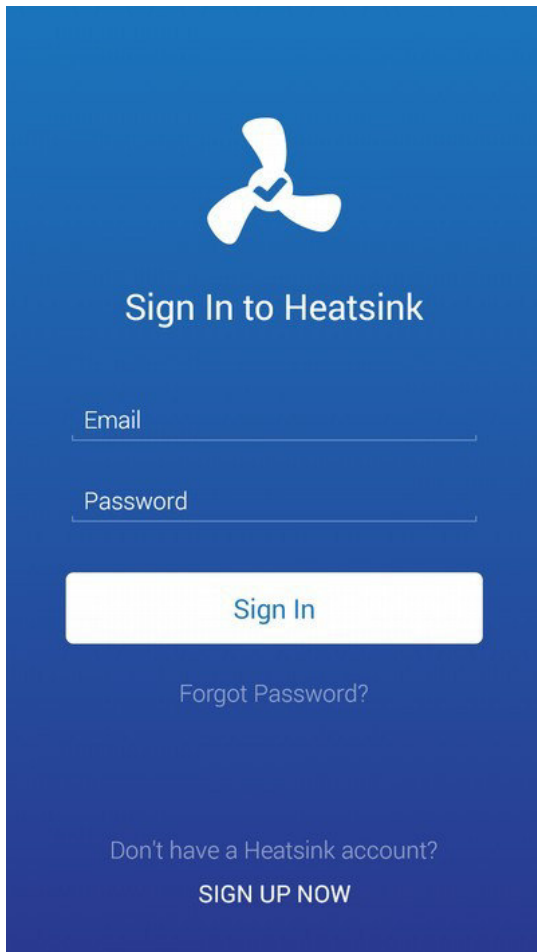 Sign In to Heatsink
Email
Password
Sign In
Forgot Password?
Don't have a Heatsink account?
SIGN UP NOW